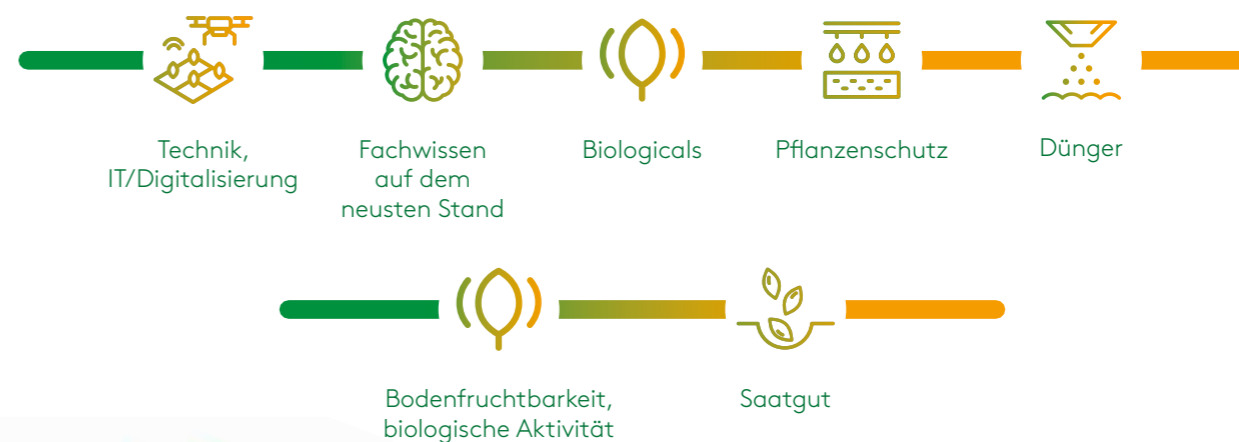 Technik,
IT/Digitalisierung
Fachwissen
auf dem
neusten Stand
Biologicals
Pflanzenschutz
Dünger
Bodenfruchtbarkeit,
biologische Aktivität
Saatgut